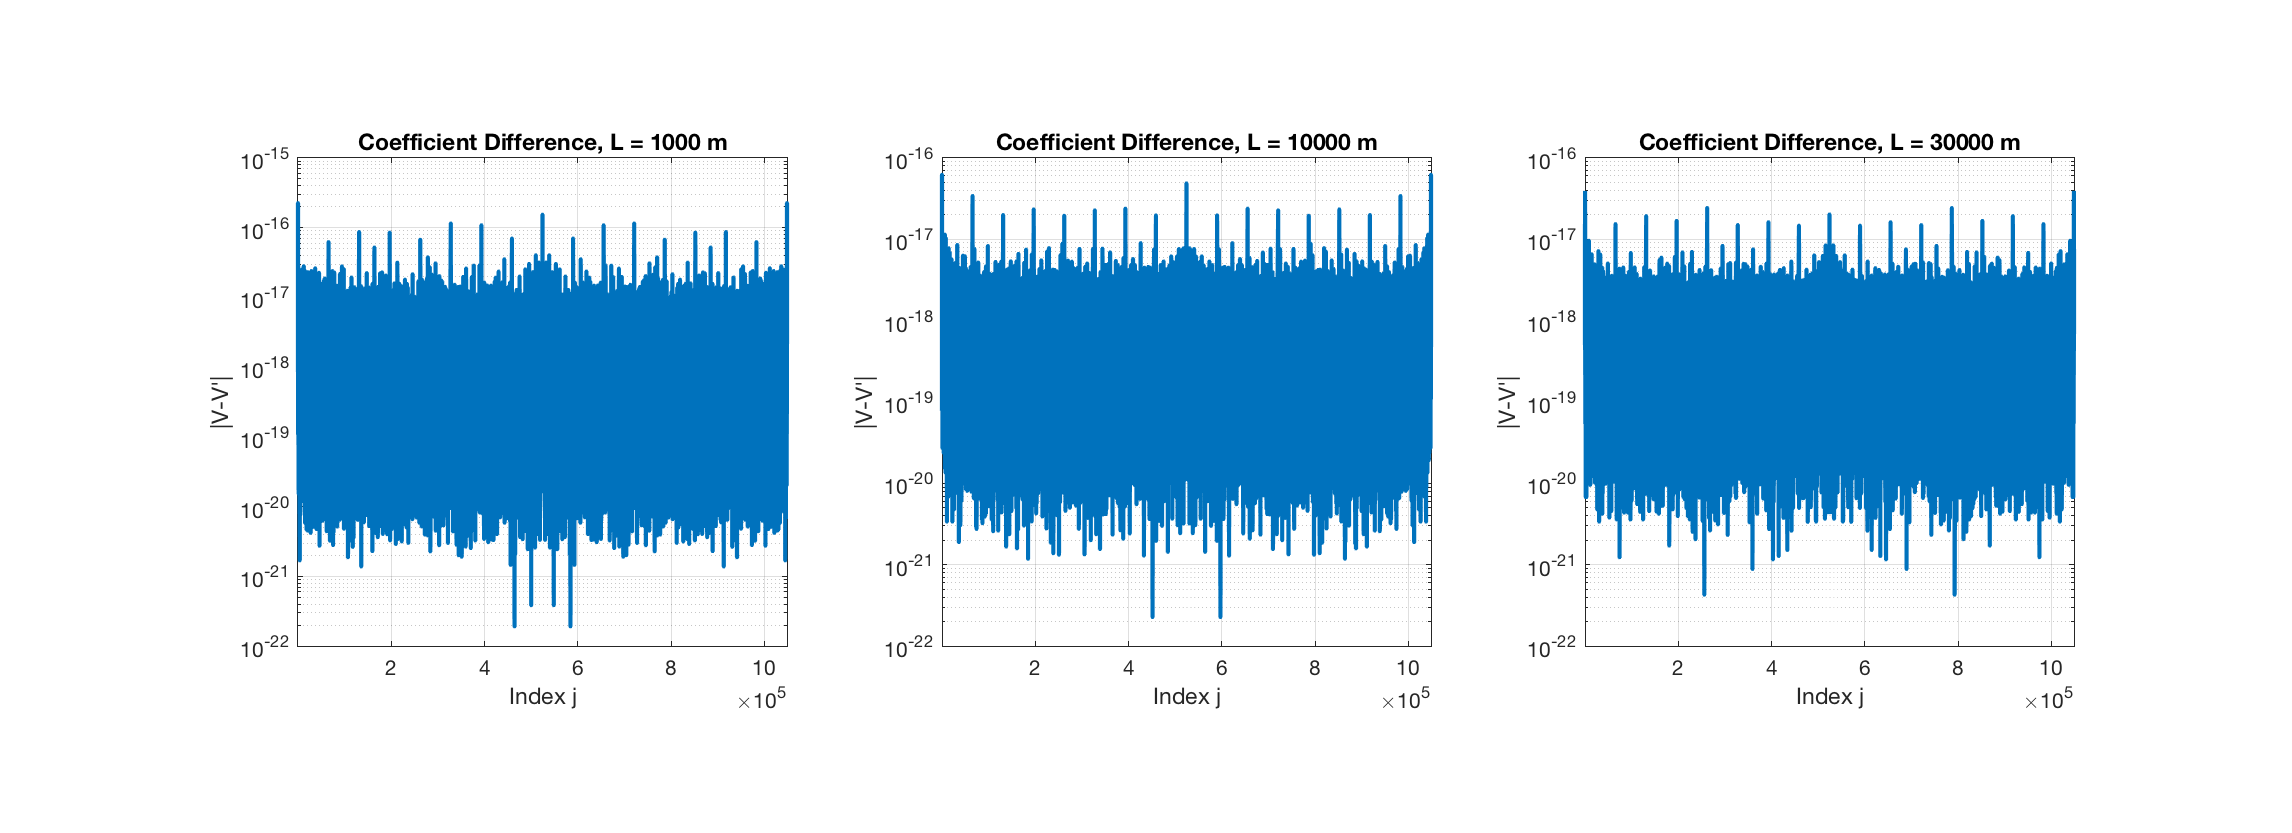 Coefficient Difference, L = 1000 m
10^-15
10^-16
10^-17
10^-18
10^-19
10^-20
10^-21
10^-22
|V-V'|
2 4 6 8 10
Index j
×10^5
Coefficient Difference, L = 10000 m
10^-16
10^-17
10^-18
10^-19
10^-20
10^-21
10^-22
|V-V'|
2 4 6 8 10
Index j
×10^5
Coefficient Difference, L = 30000 m
10^-16
10^-17
10^-18
10^-19
10^-20
10^-21
10^-22
|V-V'|
2 4 6 8 10
Index j
×10^5